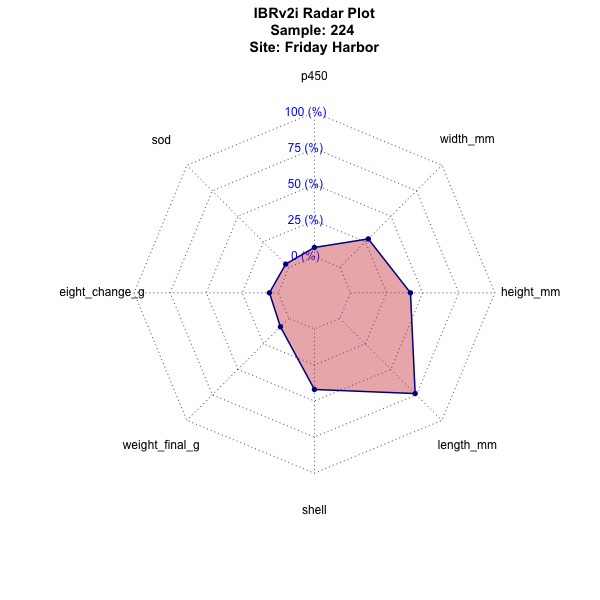 IBRv2i Radar Plot
Sample: 224
Site: Friday Harbor
p450
100 (%)
sod
width_mm
75 (%)
50 (%)
25 (%)
0 (%)
eight_change_g
height_mm
weight_final_g
length_mm
shell